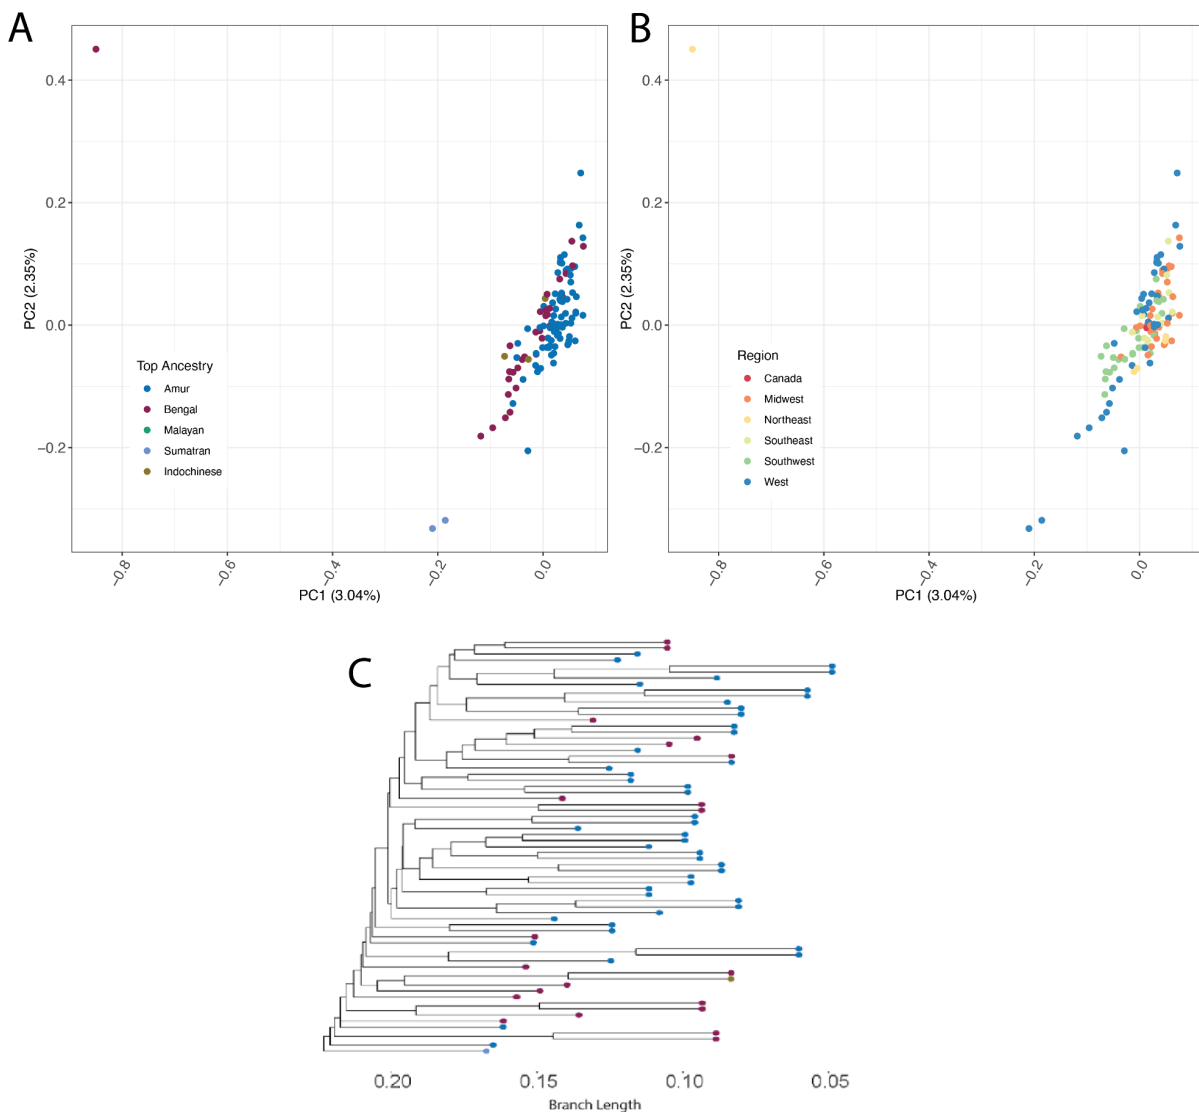 A
B
0.4
0.2
0.0
−0.2
PC2 (2.35%)
Top Ancestry
Amur
Bengal
Malayan
Sumatran
Indochinese
−0.8
−0.6
−0.4
−0.2
0.0
PC1 (3.04%)
0.4
0.2
0.0
−0.2
PC2 (2.35%)
Region
Canada
Midwest
Northeast
Southeast
Southwest
West
−0.8
−0.6
−0.4
−0.2
0.0
PC1 (3.04%)
C
0.20 0.15 0.10 0.05
Branch Length